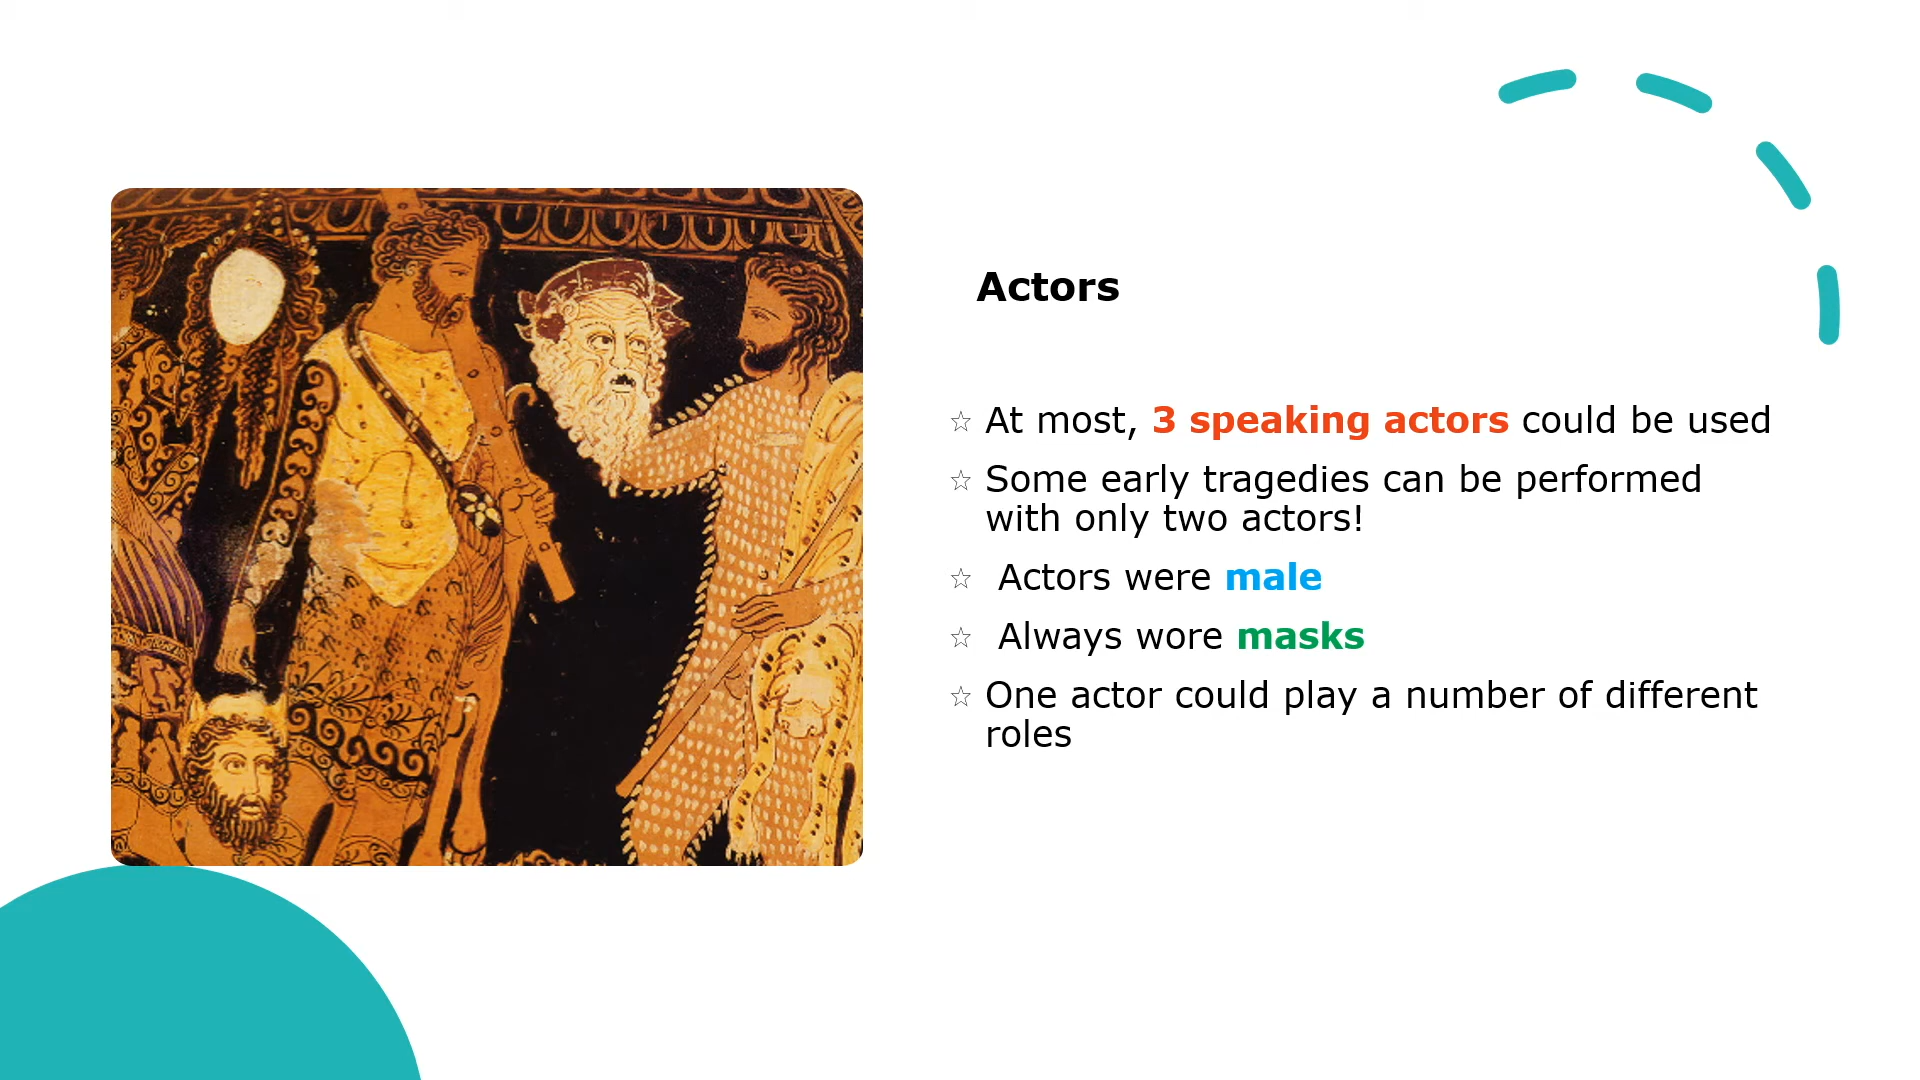 Actors
☆ At most, 3 speaking actors could be used
☆ Some early tragedies can be performed
with only two actors!
☆ Actors were male
☆ Always wore masks
☆ One actor could play a number of different
roles